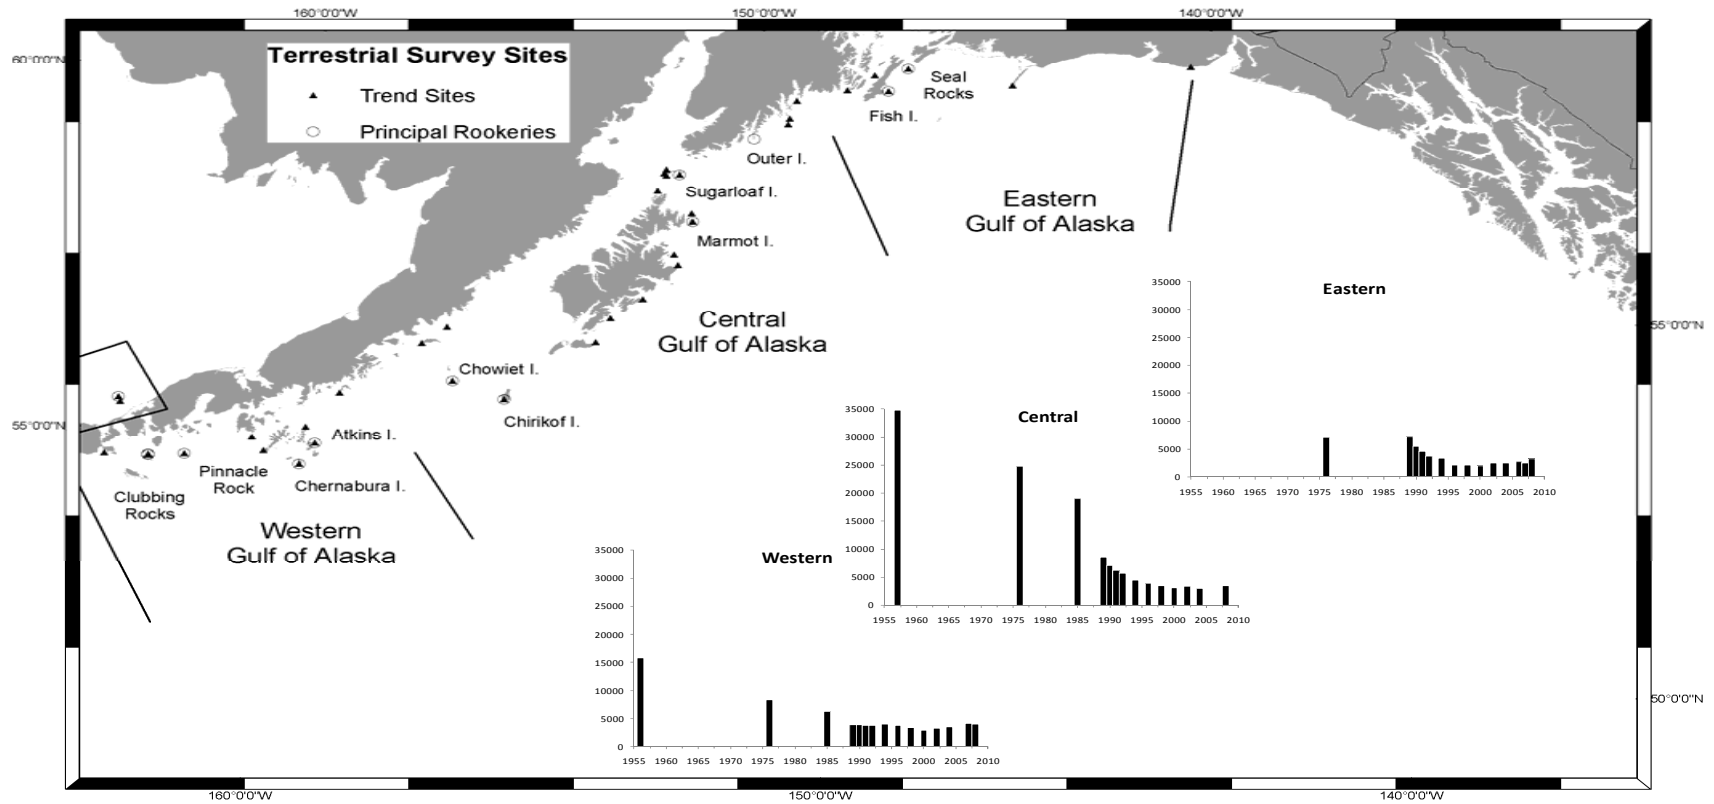 160°0'0"W
150°0'0"W
140°0'0"W
60°0'0"N
Terrestrial Survey Sites
Trend Sites
Principal Rookeries
Seal
Rocks
Fish I.
Outer I.
Sugarloaf I.
Marmot I.
Eastern
Gulf of Alaska
Central
Gulf of Alaska
Chowiet I.
Chirikof I.
55°0'0"N
55°0'0"N
Atkins I.
Pinnacle
Rock
Chernabura I.
Clubbing
Rocks
Western
Gulf of Alaska
Eastern
35000
30000
25000
20000
15000
10000
5000
0
1955 1960 1965 1970 1975 1980 1985 1990 1995 2000 2005 2010
Central
35000
30000
25000
20000
15000
10000
5000
0
1955 1960 1965 1970 1975 1980 1985 1990 1995 2000 2005 2010
Western
35000
30000
25000
20000
15000
10000
5000
0
1955 1960 1965 1970 1975 1980 1985 1990 1995 2000 2005 2010
50°0'0"N
160°0'0"W
150°0'0"W
140°0'0"W